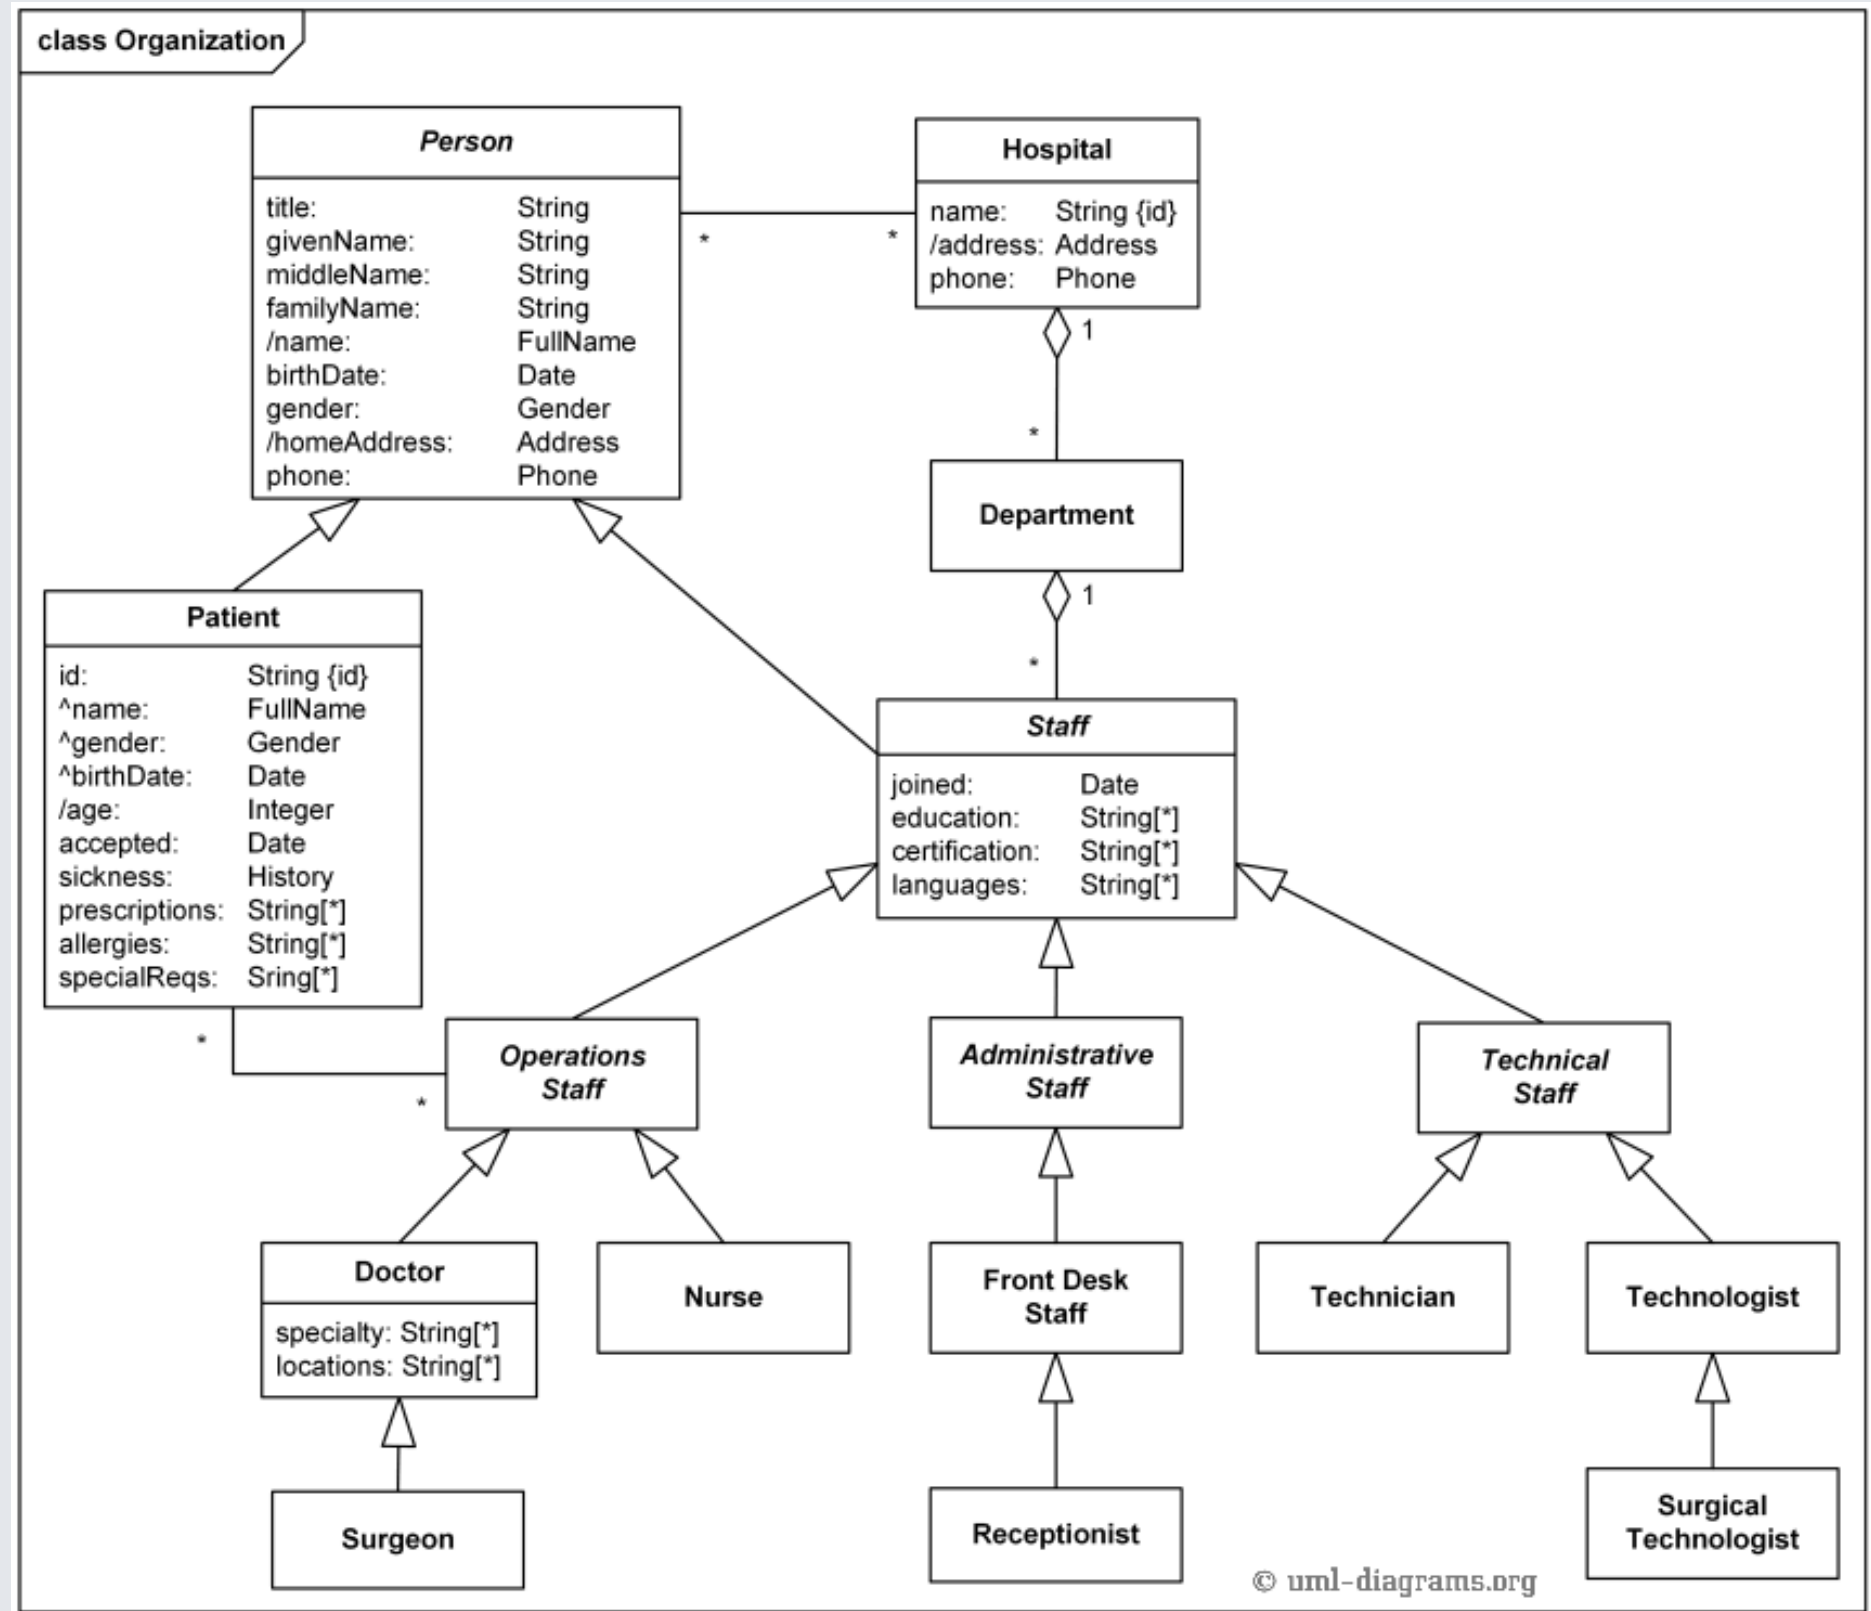 class Organization
Person
title: String
givenName: String
middleName: String
familyName: String
/name: FullName
birthDate: Date
gender: Gender
/homeAddress: Address
phone: Phone
Hospital
name: String {id}
/address: Address
phone: Phone
*
*
1
*
Department
1
*
Patient
id: String {id}
^name: FullName
^gender: Gender
^birthDate: Date
/age: Integer
accepted: Date
sickness: History
prescriptions: String[*]
allergies: String[*]
specialReqs: Sring[*]
Staff
joined: Date
education: String[*]
certification: String[*]
languages: String[*]
*
*
Operations
Staff
Administrative
Staff
Technical
Staff
Doctor
specialty: String[*]
locations: String[*]
Nurse
Front Desk
Staff
Technician
Technologist
Surgeon
Receptionist
Surgical
Technologist
© uml-diagrams.org